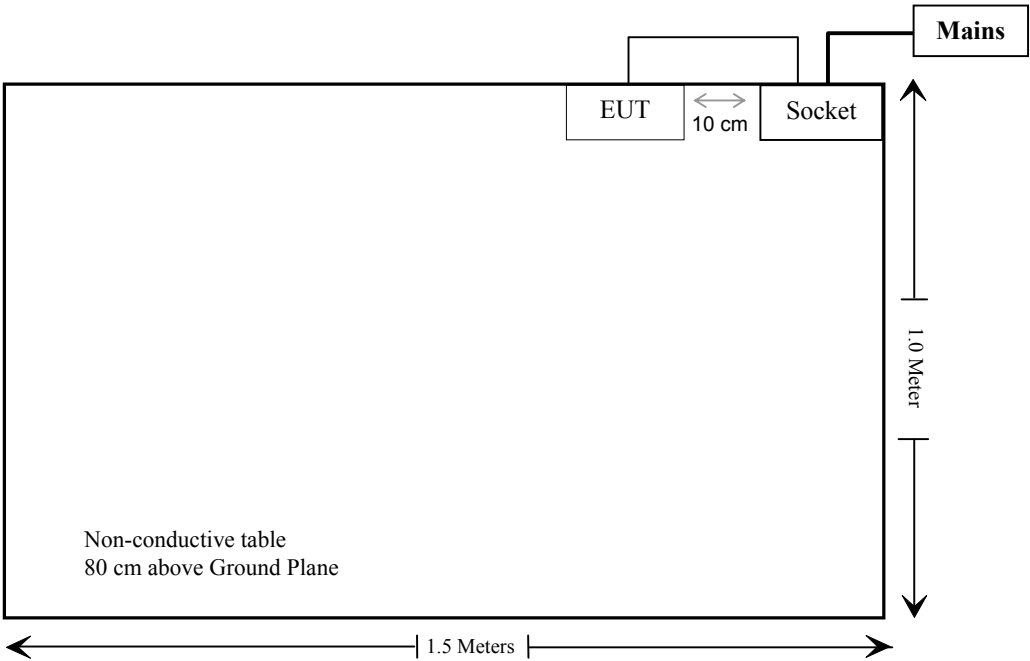 Mains
EUT
10 cm
Socket
1.0 Meter
Non-conductive table
80 cm above Ground Plane
1.5 Meters